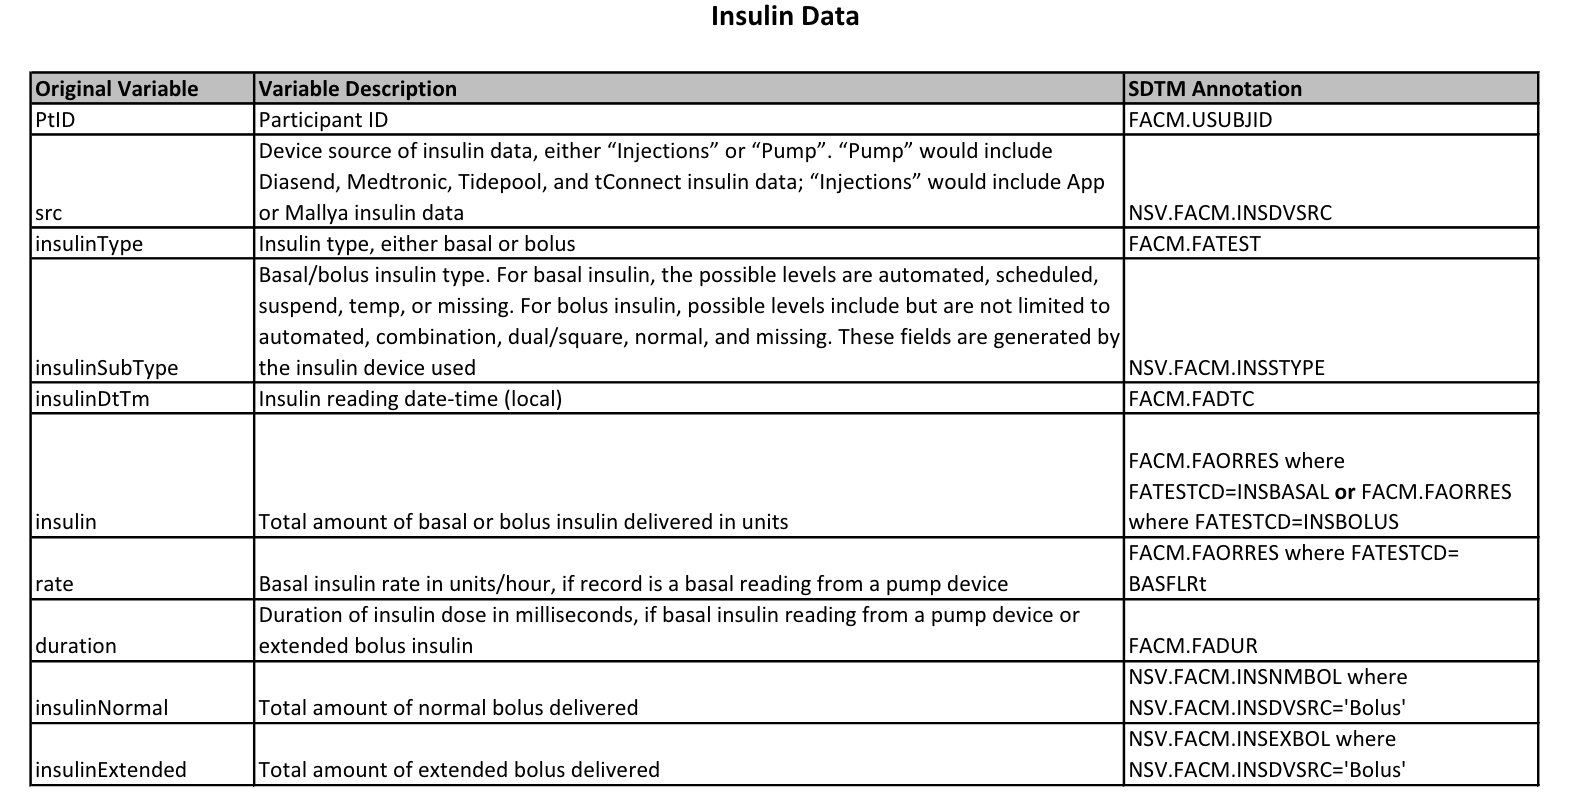 Insulin Data
Original Variable Variable Description SDTM Annotation
PtID Participant ID FACM.USUBJID
Device source of insulin data, either “Injections” or “Pump”. “Pump” would include
Diasend, Medtronic, Tidepool, and tConnect insulin data; “Injections” would include App
src or Mallya insulin data NSV.FACM.INSDVSRC
insulinType Insulin type, either basal or bolus FACM.FATEST
Basal/bolus insulin type. For basal insulin, the possible levels are automated, scheduled,
suspend, temp, or missing. For bolus insulin, possible levels include but are not limited to
automated, combination, dual/square, normal, and missing. These fields are generated by
insulinSubType the insulin device used NSV.FACM.INSSTYPE
insulinDtTm Insulin reading date-time (local) FACM.FADTC
FACM.FAORRES where
FATESTCD=INSBASAL or FACM.FAORRES
insulin Total amount of basal or bolus insulin delivered in units where FATESTCD=INSBOLUS
FACM.FAORRES where FATESTCD=
rate Basal insulin rate in units/hour, if record is a basal reading from a pump device BASFLRt
Duration of insulin dose in milliseconds, if basal insulin reading from a pump device or
duration extended bolus insulin FACM.FADUR
NSV.FACM.INSNMBOL where
insulinNormal Total amount of normal bolus delivered NSV.FACM.INSDVSRC='Bolus'
NSV.FACM.INSEXBOL where
insulinExtended Total amount of extended bolus delivered NSV.FACM.INSDVSRC='Bolus'